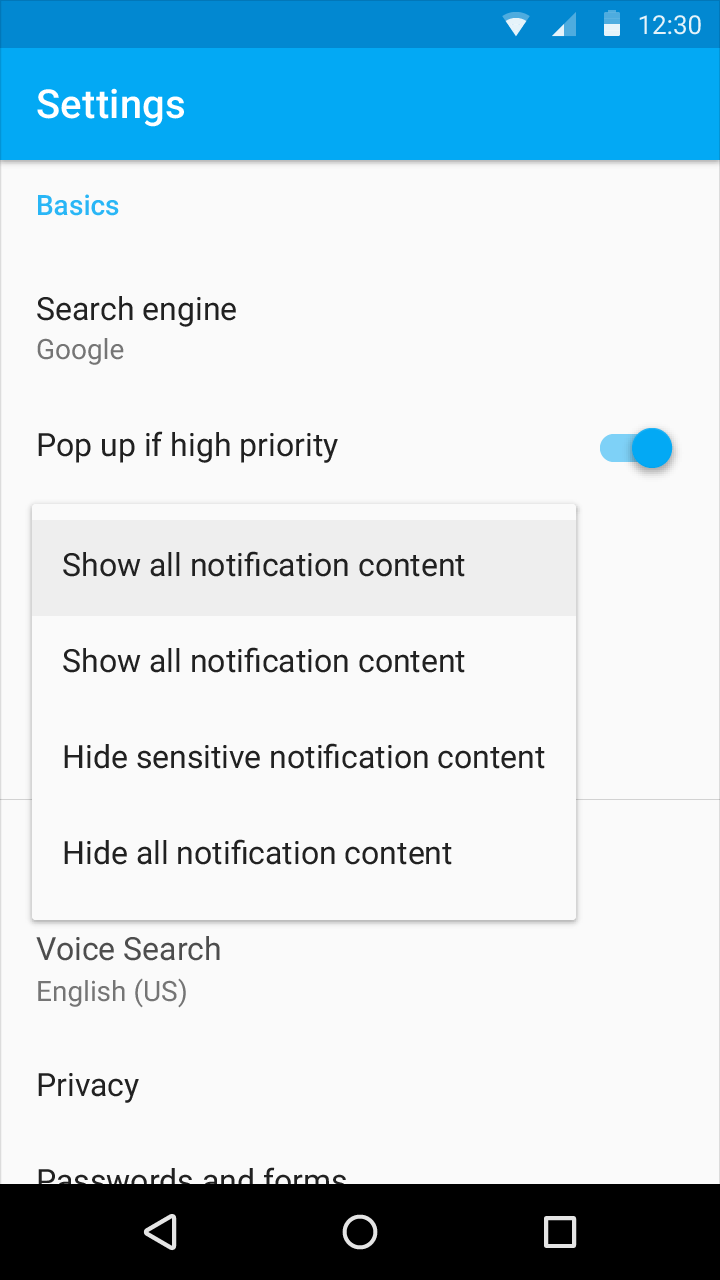 12:30
Settings
Basics
Search engine
Google
Pop up if high priority
Show all notification content
Show all notification content
Hide sensitive notification content
Hide all notification content
Voice Search
English (US)
Privacy
Passwords and forms